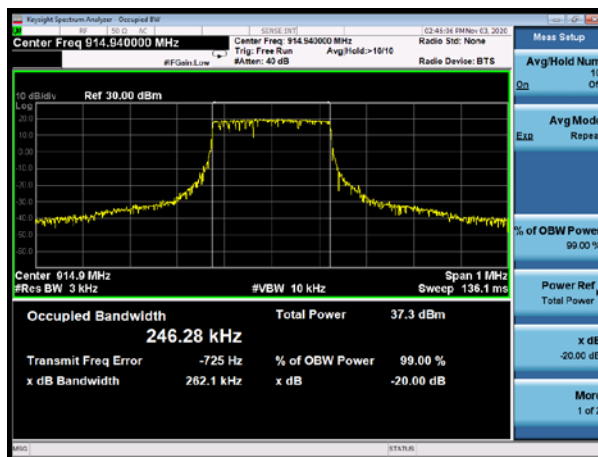 Keysight Spectrum Analyzer - Occupied BW
RF 50 Ω AC SENSE:INT 02:45:06 PM Nov 03, 2020
Center Freq 914.940000 MHz Center Freq: 914.940000 MHz Radio Std: None
Trig: Free Run Avg|Hold:>10/10
#IFGain:Low #Atten: 40 dB Radio Device: BTS
10 dB/div Ref 30.00 dBm
Log
20.0
10.0
0.00
-10.0
-20.0
-30.0
-40.0
-50.0
-60.0
Center 914.9 MHz Span 1 MHz
#Res BW 3 kHz #VBW 10 kHz Sweep 136.1 ms
Occupied Bandwidth Total Power 37.3 dBm
246.28 kHz
Transmit Freq Error -725 Hz % of OBW Power 99.00 %
x dB Bandwidth 262.1 kHz x dB -20.00 dB
MSG STATUS
Meas Setup
Avg/Hold Num
10
On Of
Avg Mode
Exp Repea
% of OBW Power
99.00 %
Power Ref
Total Power
x dB
-20.00 dB
More
1 of 2